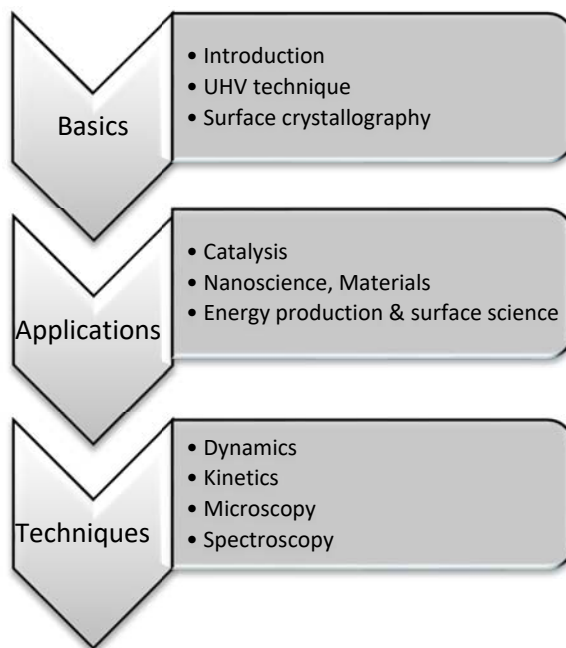 Basics
• Introduction
• UHV technique
• Surface crystallography
Applications
• Catalysis
• Nanoscience, Materials
• Energy production & surface science
Techniques
• Dynamics
• Kinetics
• Microscopy
• Spectroscopy